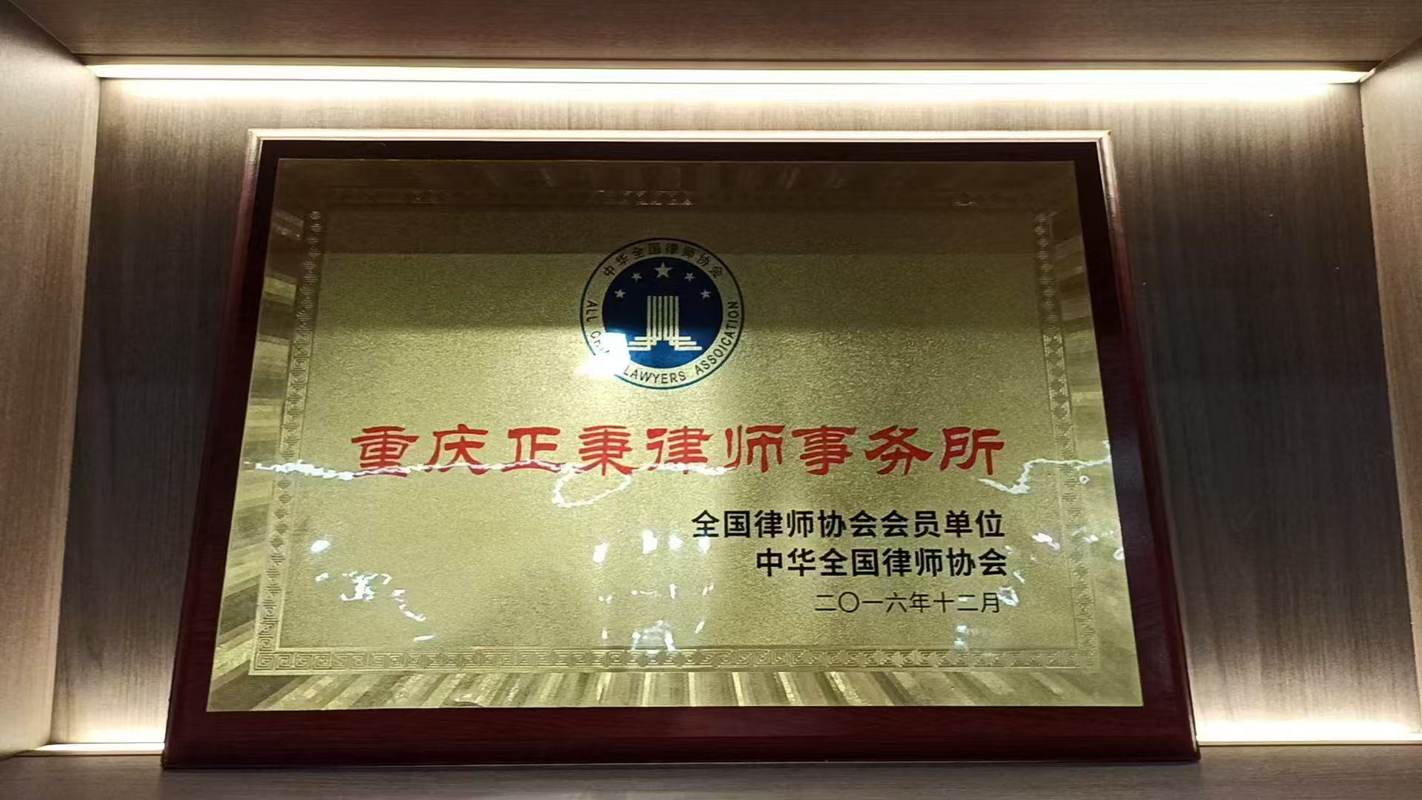 中华全国律师协会
ALL LAWYERS ASSOICATION
重庆正秉律师事务所
全国律师协会会员单位
中华全国律师协会
二〇一六年十二月